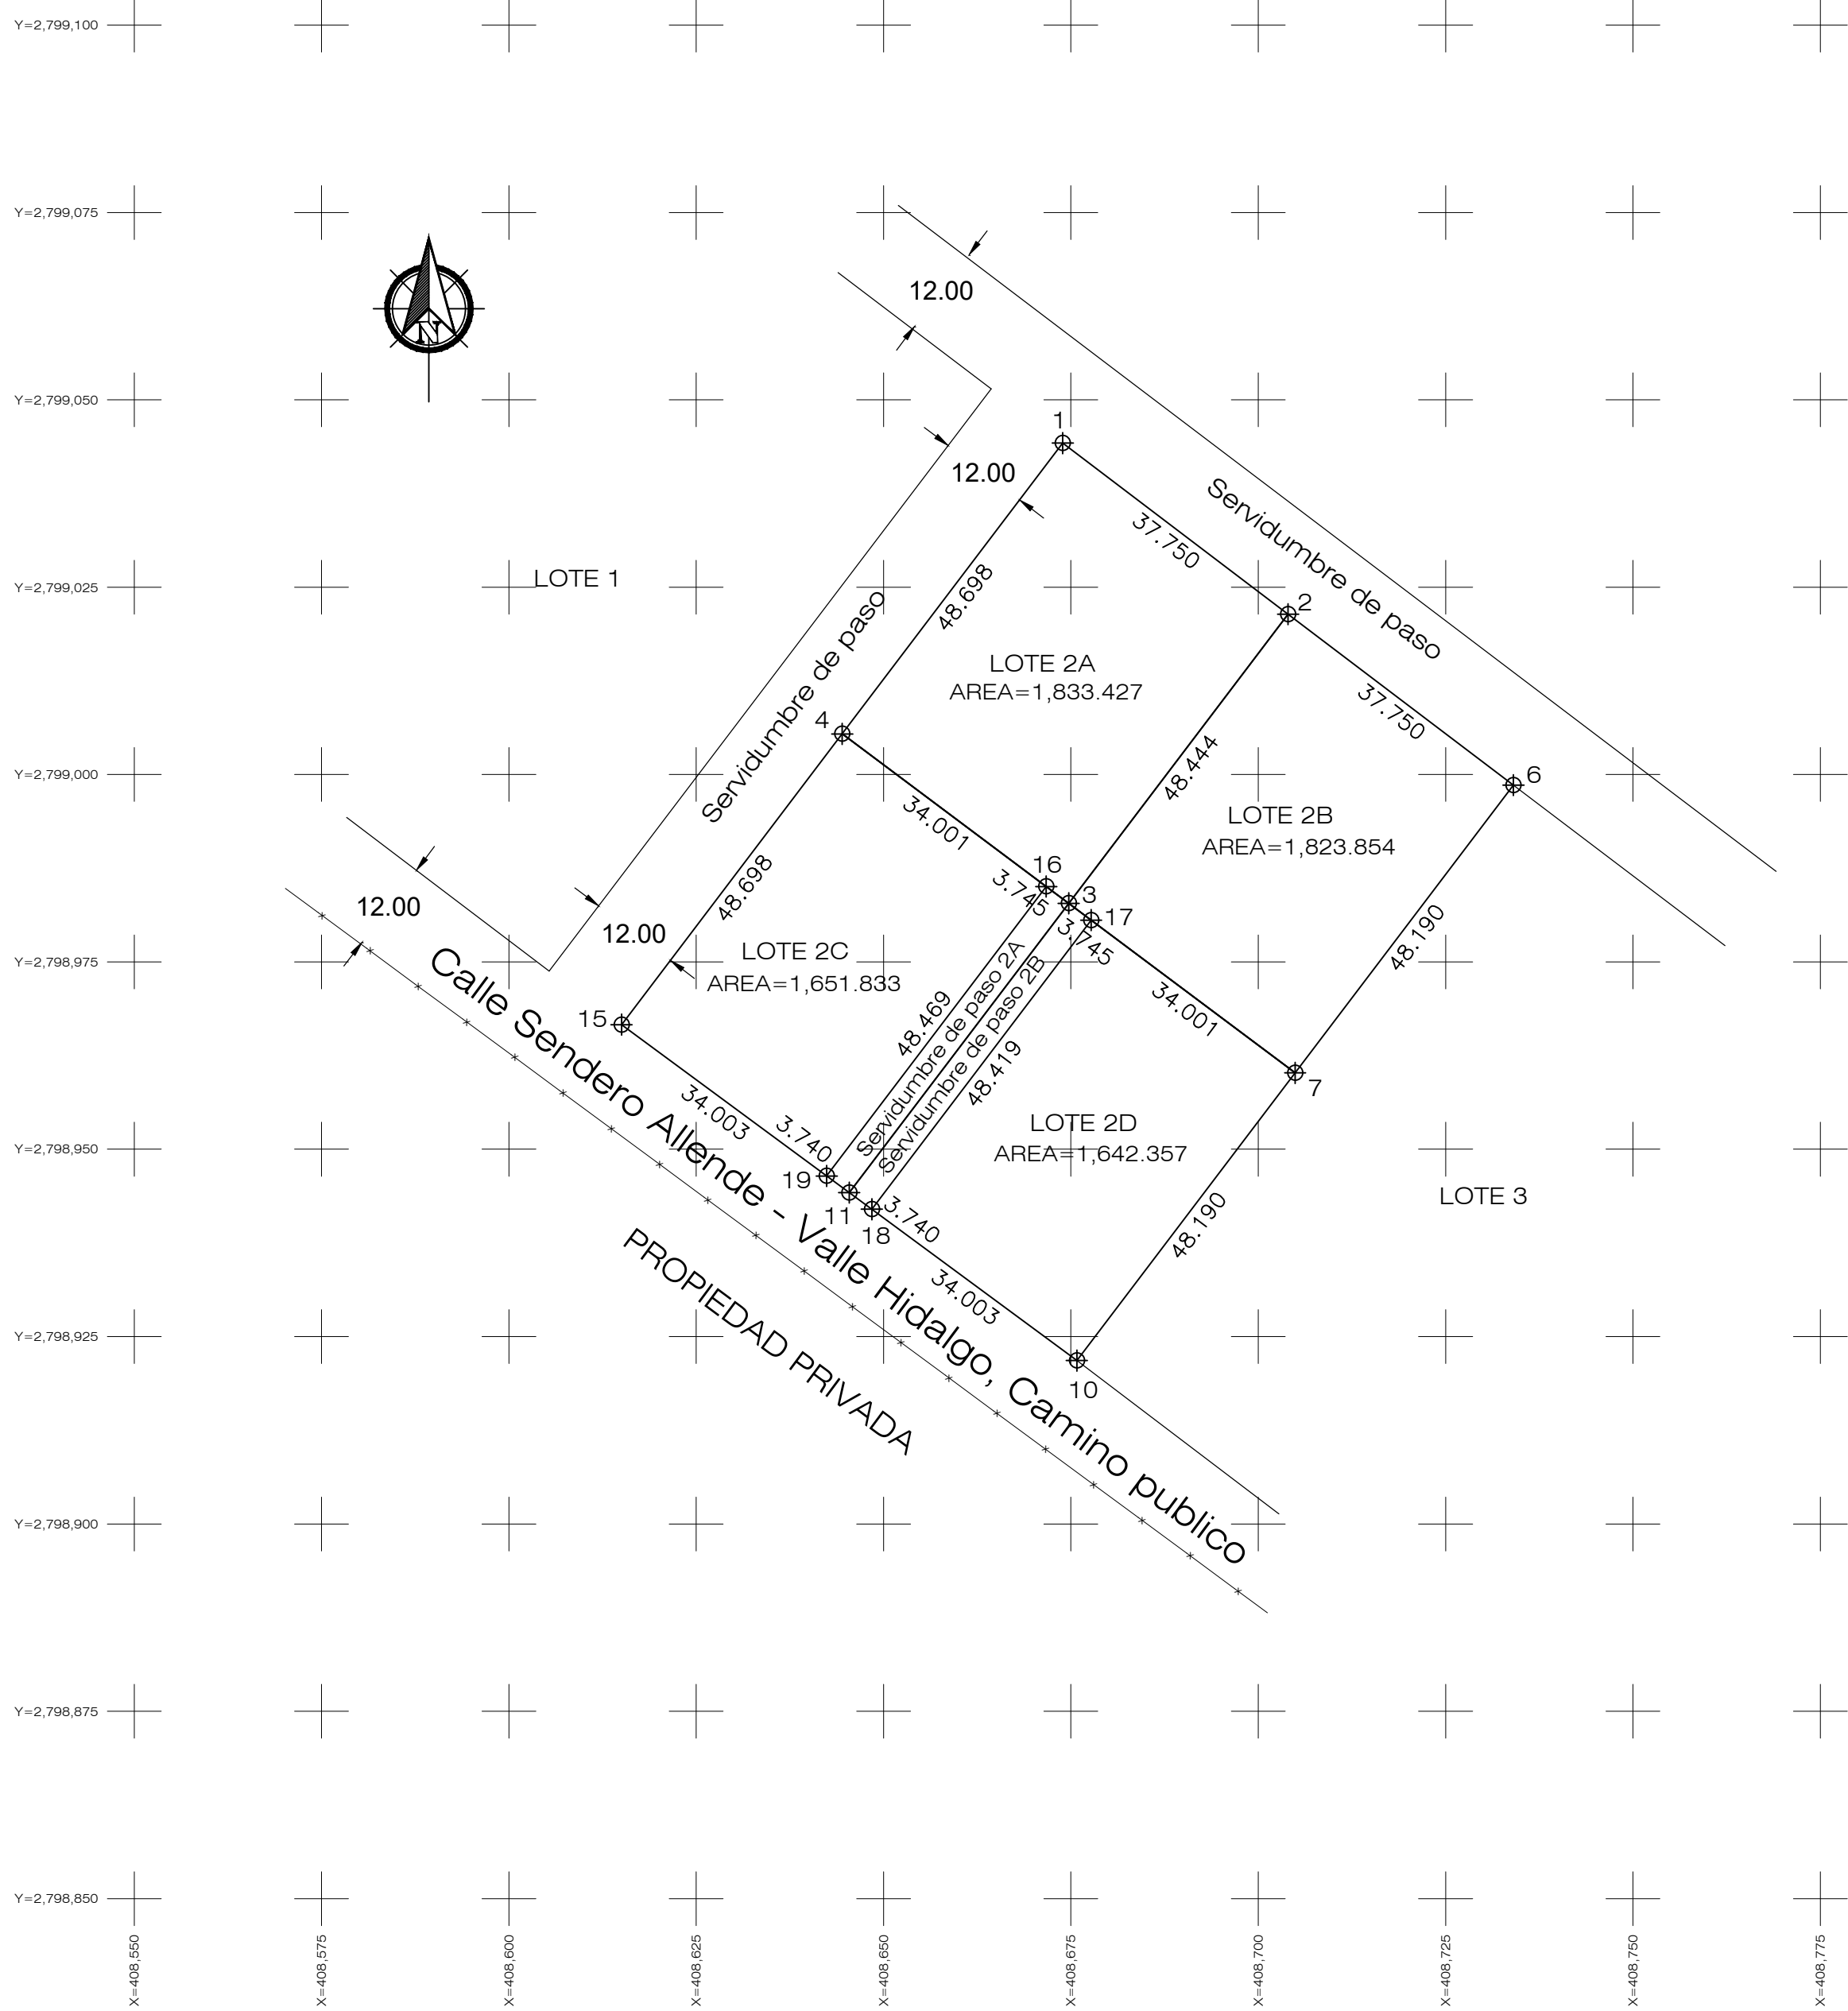 Y=2,799,100
Y=2,799,075
12.00
N
Y=2,799,050
1
12.00
Servidumbre de paso
37.750
LOTE 1
Y=2,799,025
48.698
2
Servidumbre de paso
LOTE 2A
AREA=1,833.427
37.750
4
48.444
6
Y=2,799,000
34.001
LOTE 2B
AREA=1,823.854
16
3.745
3
17
3.745
48.698
12.00
12.00
48.190
LOTE 2C
AREA=1,651.833
Y=2,798,975
34.001
15
48.469
Servidumbre de paso 2A
Servidumbre de paso 2B
48.419
7
Calle Sendero Allende - Valle Hidalgo, Camino publico
34.003
3.740
LOTE 2D
AREA=1,642.357
Y=2,798,950
19
11
18
3.740
LOTE 3
48.190
PROPIEDAD PRIVADA
34.003
Y=2,798,925
10
Y=2,798,900
Y=2,798,875
Y=2,798,850
X=408,550
X=408,575
X=408,600
X=408,625
X=408,650
X=408,675
X=408,700
X=408,725
X=408,750
X=408,775